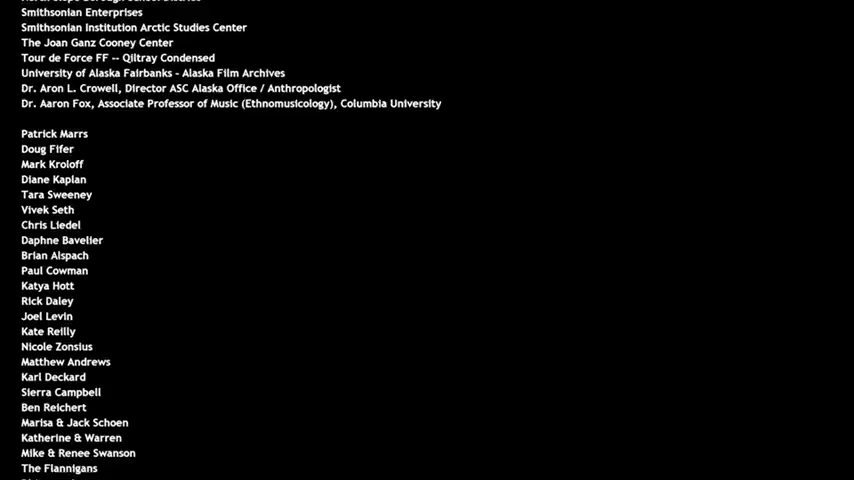 Smithsonian Enterprises
Smithsonian Institution Arctic Studies Center
The Joan Ganz Cooney Center
Tour de Force FF -- Qiltray Condensed
University of Alaska Fairbanks - Alaska Film Archives
Dr. Aron L. Crowell, Director ASC Alaska Office / Anthropologist
Dr. Aaron Fox, Associate Professor of Music (Ethnomusicology), Columbia University
Patrick Marrs
Doug Fifer
Mark Kroloff
Diane Kaplan
Tara Sweeney
Vivek Seth
Chris Liedel
Daphne Bavelier
Brian Alspach
Paul Cowman
Katya Hott
Rick Daley
Joel Levin
Kate Reilly
Nicole Zonsius
Matthew Andrews
Karl Deckard
Sierra Campbell
Ben Reichert
Marisa & Jack Schoen
Katherine & Warren
Mike & Renee Swanson
The Flannigans